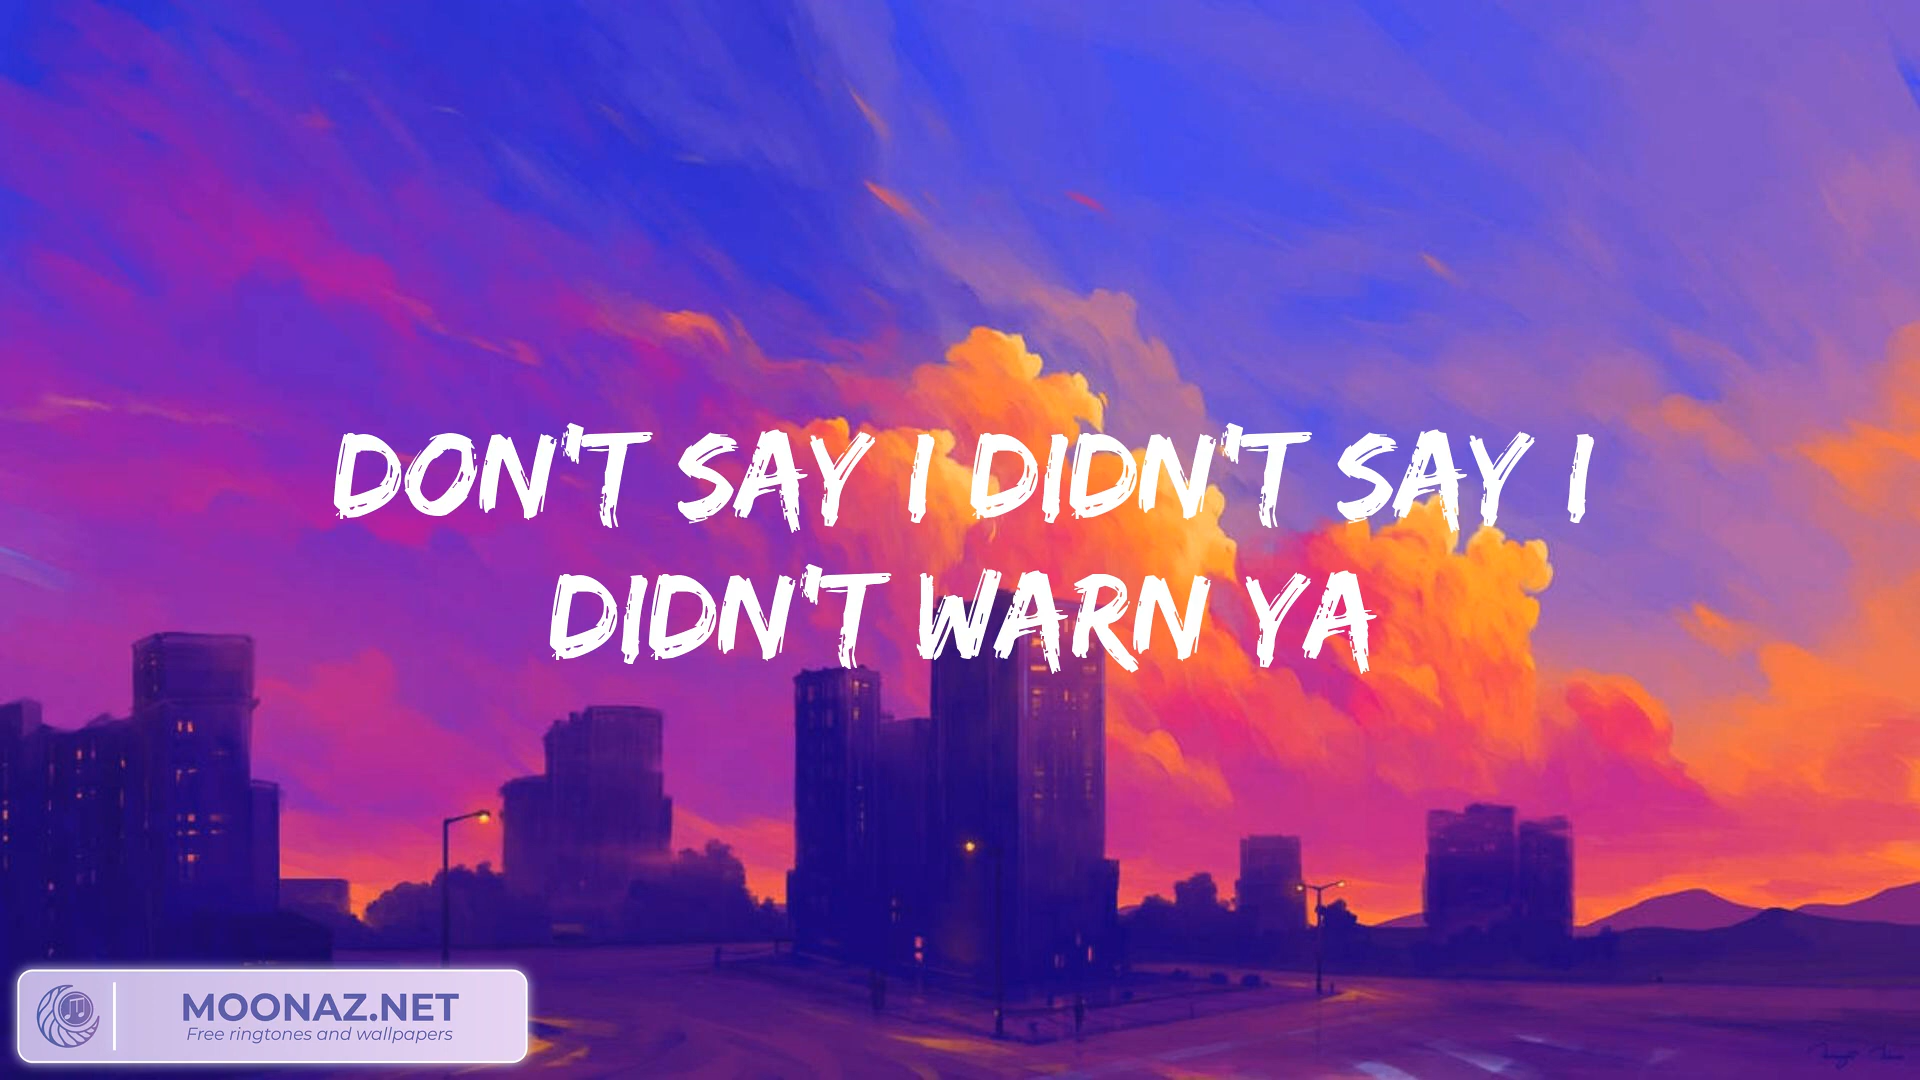 DON'T SAY I DIDN'T SAY I
DIDN'T WARN YA
MOONAZ.NET
Free ringtones and wallpapers